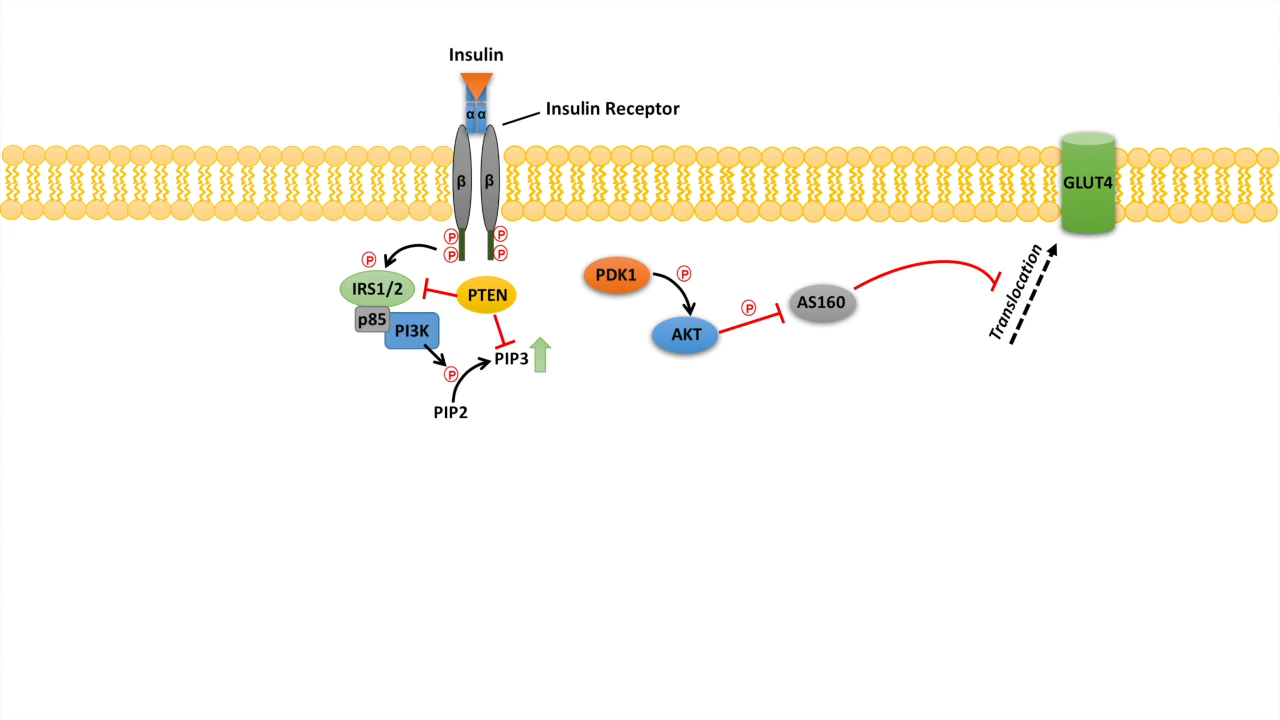 Insulin
Insulin Receptor
α α
β β
GLUT4
P P
P P
P
IRS1/2
PTEN
p85
PI3K
P
PIP3
PIP2
PDK1
P
AKT
P
AS160
Translocation